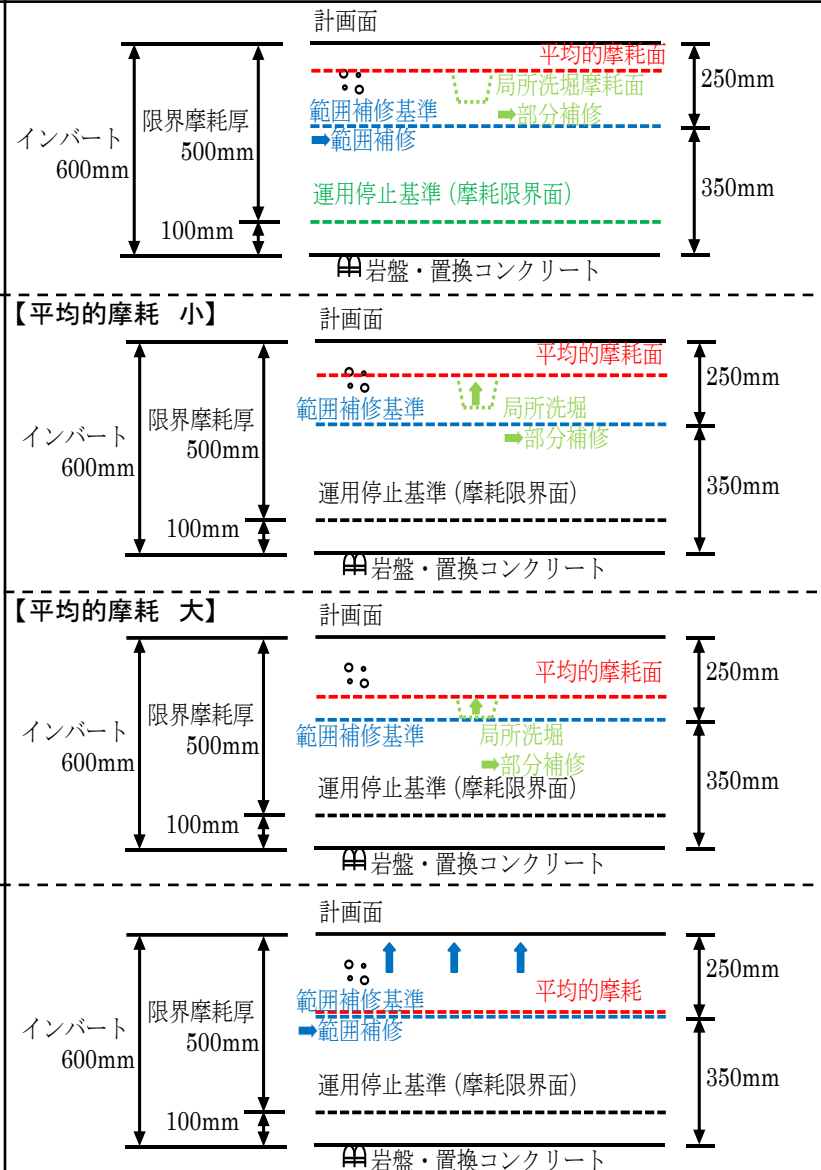 計画面
平均的摩耗面
250mm
局所洗堀摩耗面
インバート
600mm
限界摩耗厚
500mm
範囲補修基準
➡部分補修
➡範囲補修
運用停止基準(摩耗限界面)
350mm
100mm
岩盤・置換コンクリート
【平均的摩耗 小】
計画面
平均的摩耗面
250mm
範囲補修基準
局所洗堀
➡部分補修
インバート
600mm
限界摩耗厚
500mm
運用停止基準(摩耗限界面)
350mm
100mm
岩盤・置換コンクリート
【平均的摩耗 大】
計画面
平均的摩耗面
250mm
インバート
600mm
限界摩耗厚
500mm
範囲補修基準
局所洗堀
➡部分補修
運用停止基準(摩耗限界面)
350mm
100mm
岩盤・置換コンクリート
計画面
250mm
平均的摩耗
範囲補修基準
➡範囲補修
インバート
600mm
限界摩耗厚
500mm
運用停止基準(摩耗限界面)
350mm
100mm
岩盤・置換コンクリート